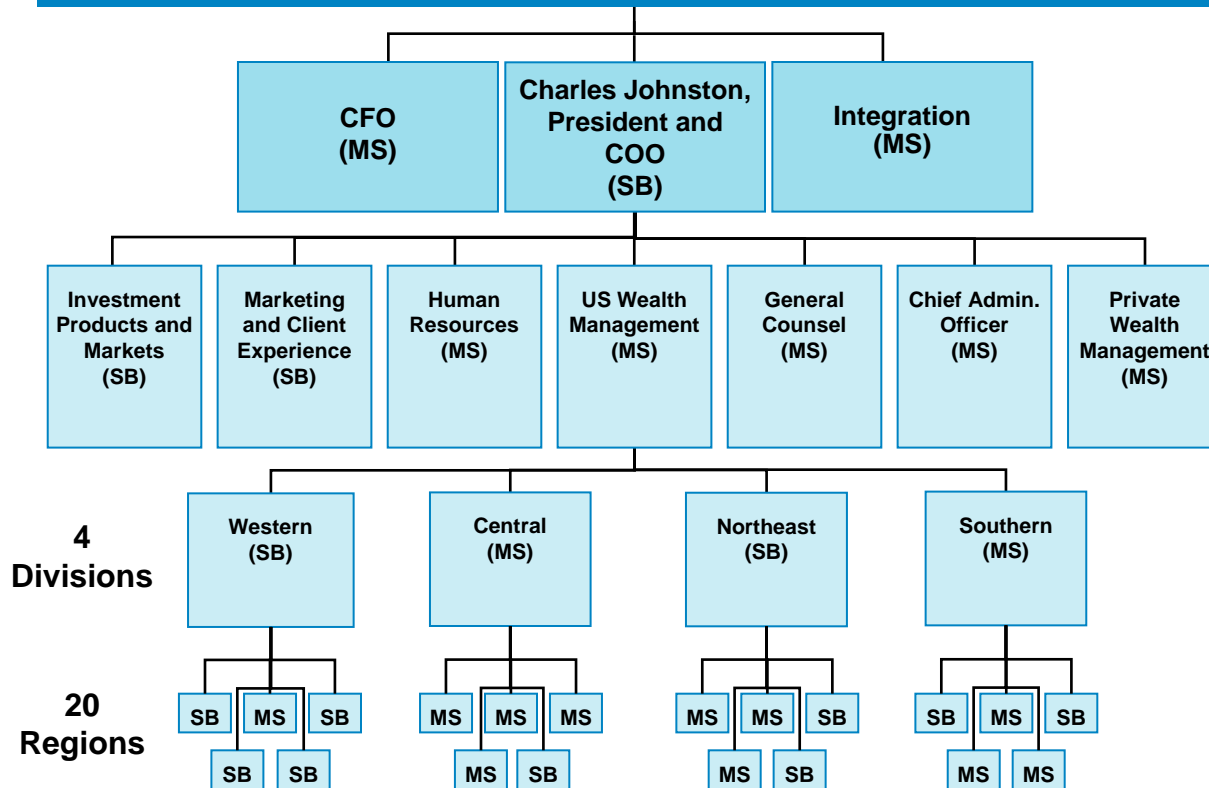 CFO
(MS)
Charles Johnston,
President and
COO
(SB)
Integration
(MS)
Investment
Products and
Markets
(SB)
Marketing
and Client
Experience
(SB)
Human
Resources
(MS)
US Wealth
Management
(MS)
General
Counsel
(MS)
Chief Admin.
Officer
(MS)
Private
Wealth
Management
(MS)
4
Divisions
Western
(SB)
Central
(MS)
Northeast
(SB)
Southern
(MS)
20
Regions
SB
MS
SB
SB
SB
MS
MS
MS
MS
SB
MS
MS
SB
MS
SB
SB
MS
SB
MS
MS